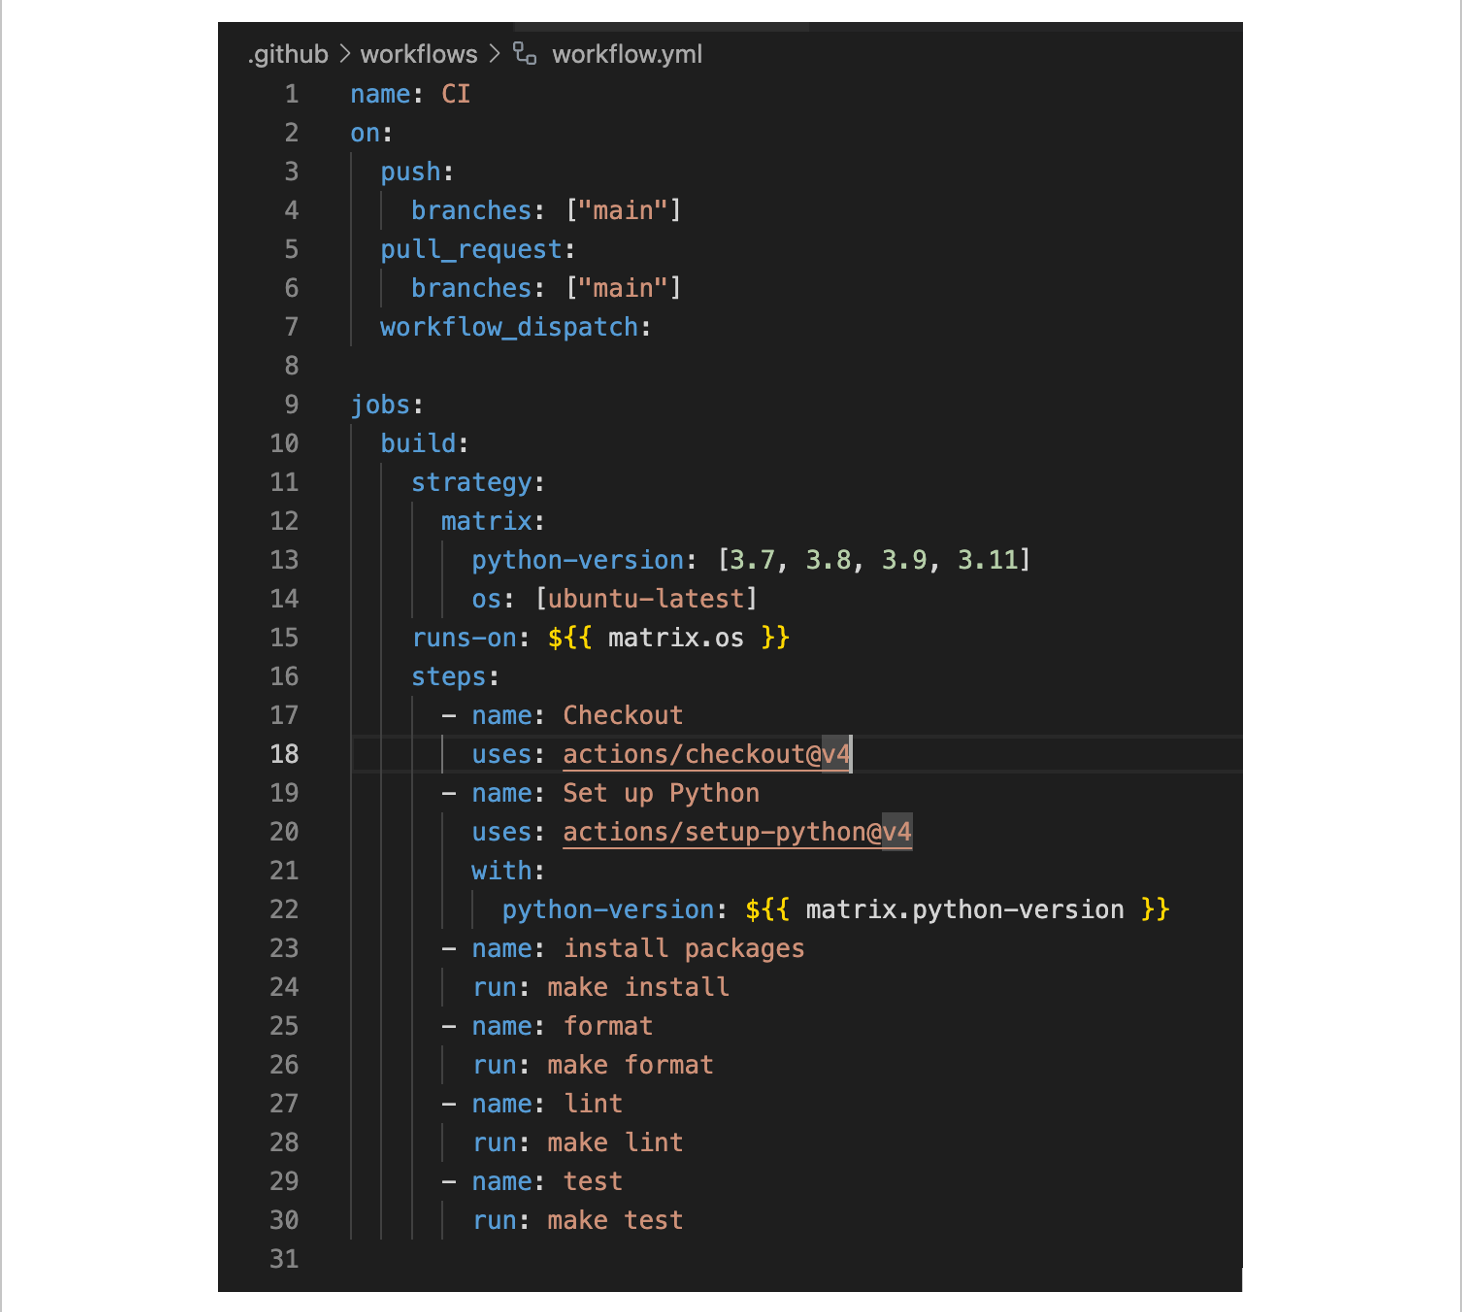 .github > workflows > workflow.yml
1 name: CI
2 on:
3 push:
4 branches: ["main"]
5 pull_request:
6 branches: ["main"]
7 workflow_dispatch:
8
9 jobs:
10 build:
11 strategy:
12 matrix:
13 python-version: [3.7, 3.8, 3.9, 3.11]
14 os: [ubuntu-latest]
15 runs-on: ${{ matrix.os }}
16 steps:
17 - name: Checkout
18 uses: actions/checkout@v4
19 - name: Set up Python
20 uses: actions/setup-python@v4
21 with:
22 python-version: ${{ matrix.python-version }}
23 - name: install packages
24 run: make install
25 - name: format
26 run: make format
27 - name: lint
28 run: make lint
29 - name: test
30 run: make test
31